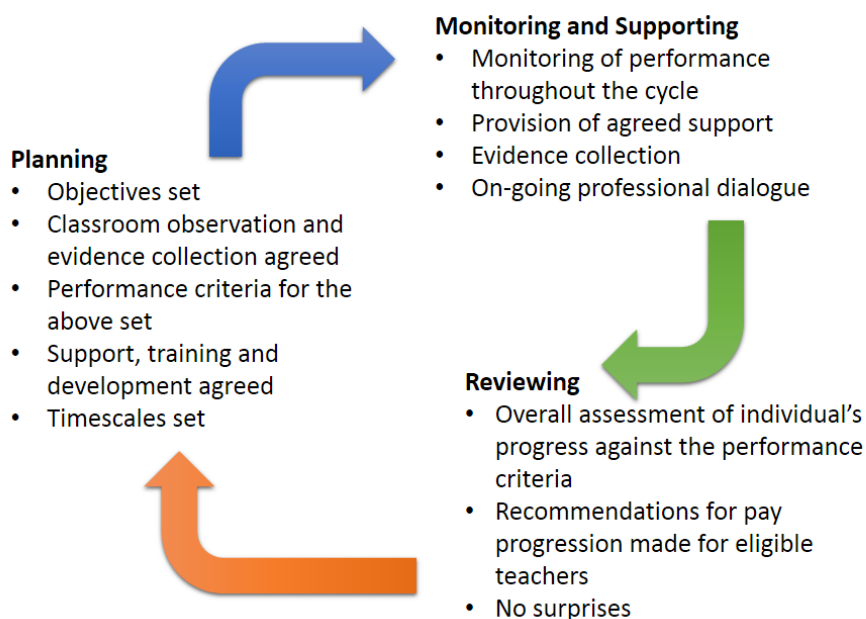 Monitoring and Supporting
• Monitoring of performance
throughout the cycle
• Provision of agreed support
• Evidence collection
• On-going professional dialogue
Planning
• Objectives set
• Classroom observation and
evidence collection agreed
• Performance criteria for the
above set
• Support, training and
development agreed
• Timescales set
Reviewing
• Overall assessment of individual’s
progress against the performance
criteria
• Recommendations for pay
progression made for eligible
teachers
• No surprises